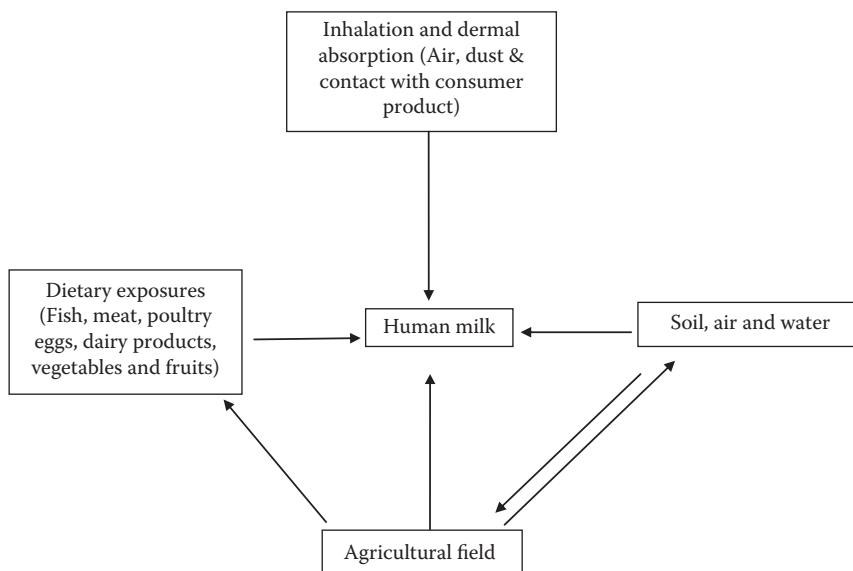 Inhalation and dermal
absorption (Air, dust &
contact with consumer
product)
Dietary exposures
(Fish, meat, poultry
eggs, dairy products,
vegetables and fruits)
Human milk
Soil, air and water
Agricultural field